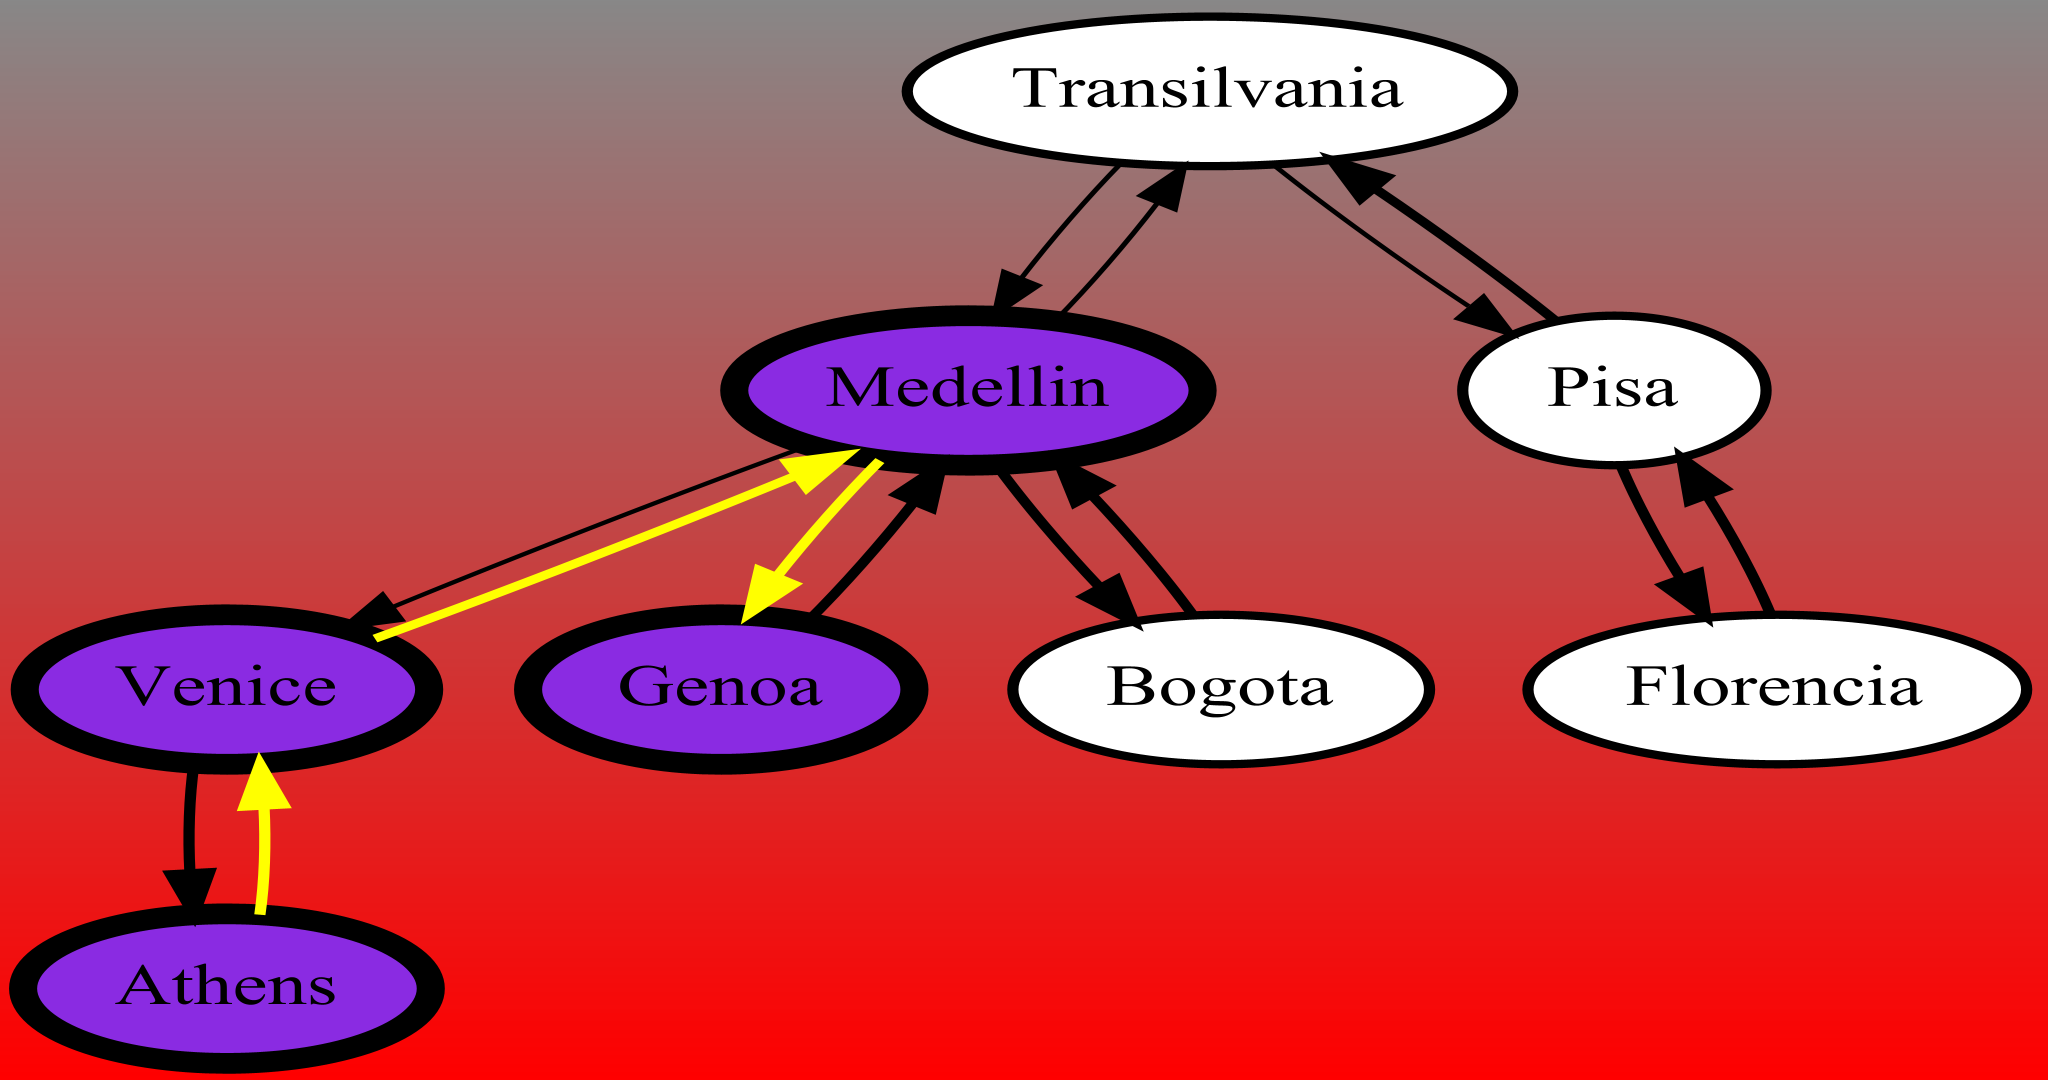 Transilvania
Medellin
Pisa
Venice
Genoa
Bogota
Florencia
Athens